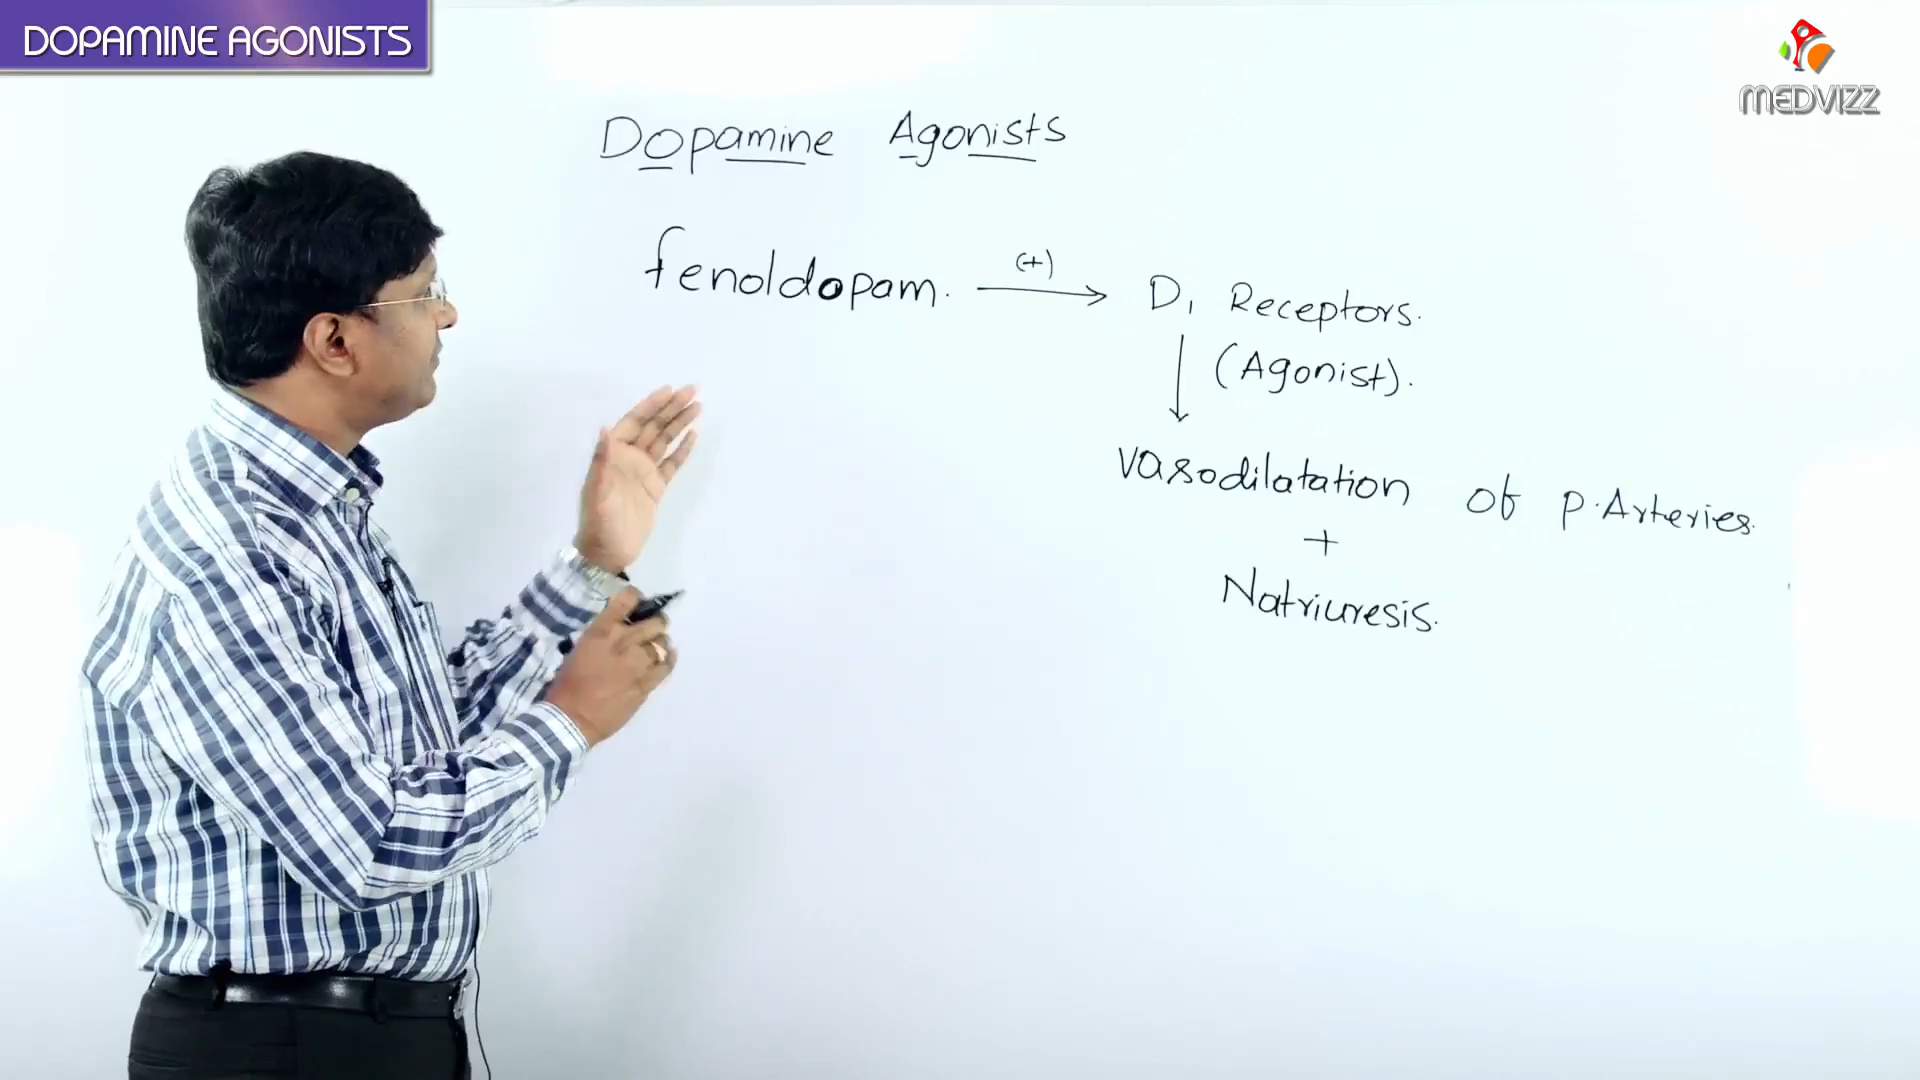 DOPAMINE AGONISTS
MEDVIZZ
Dopamine Agonists
fenoldopam. (+) D1 Receptors.
(Agonist).
vasodilatation of P. Arteries.
+
Natriuresis.